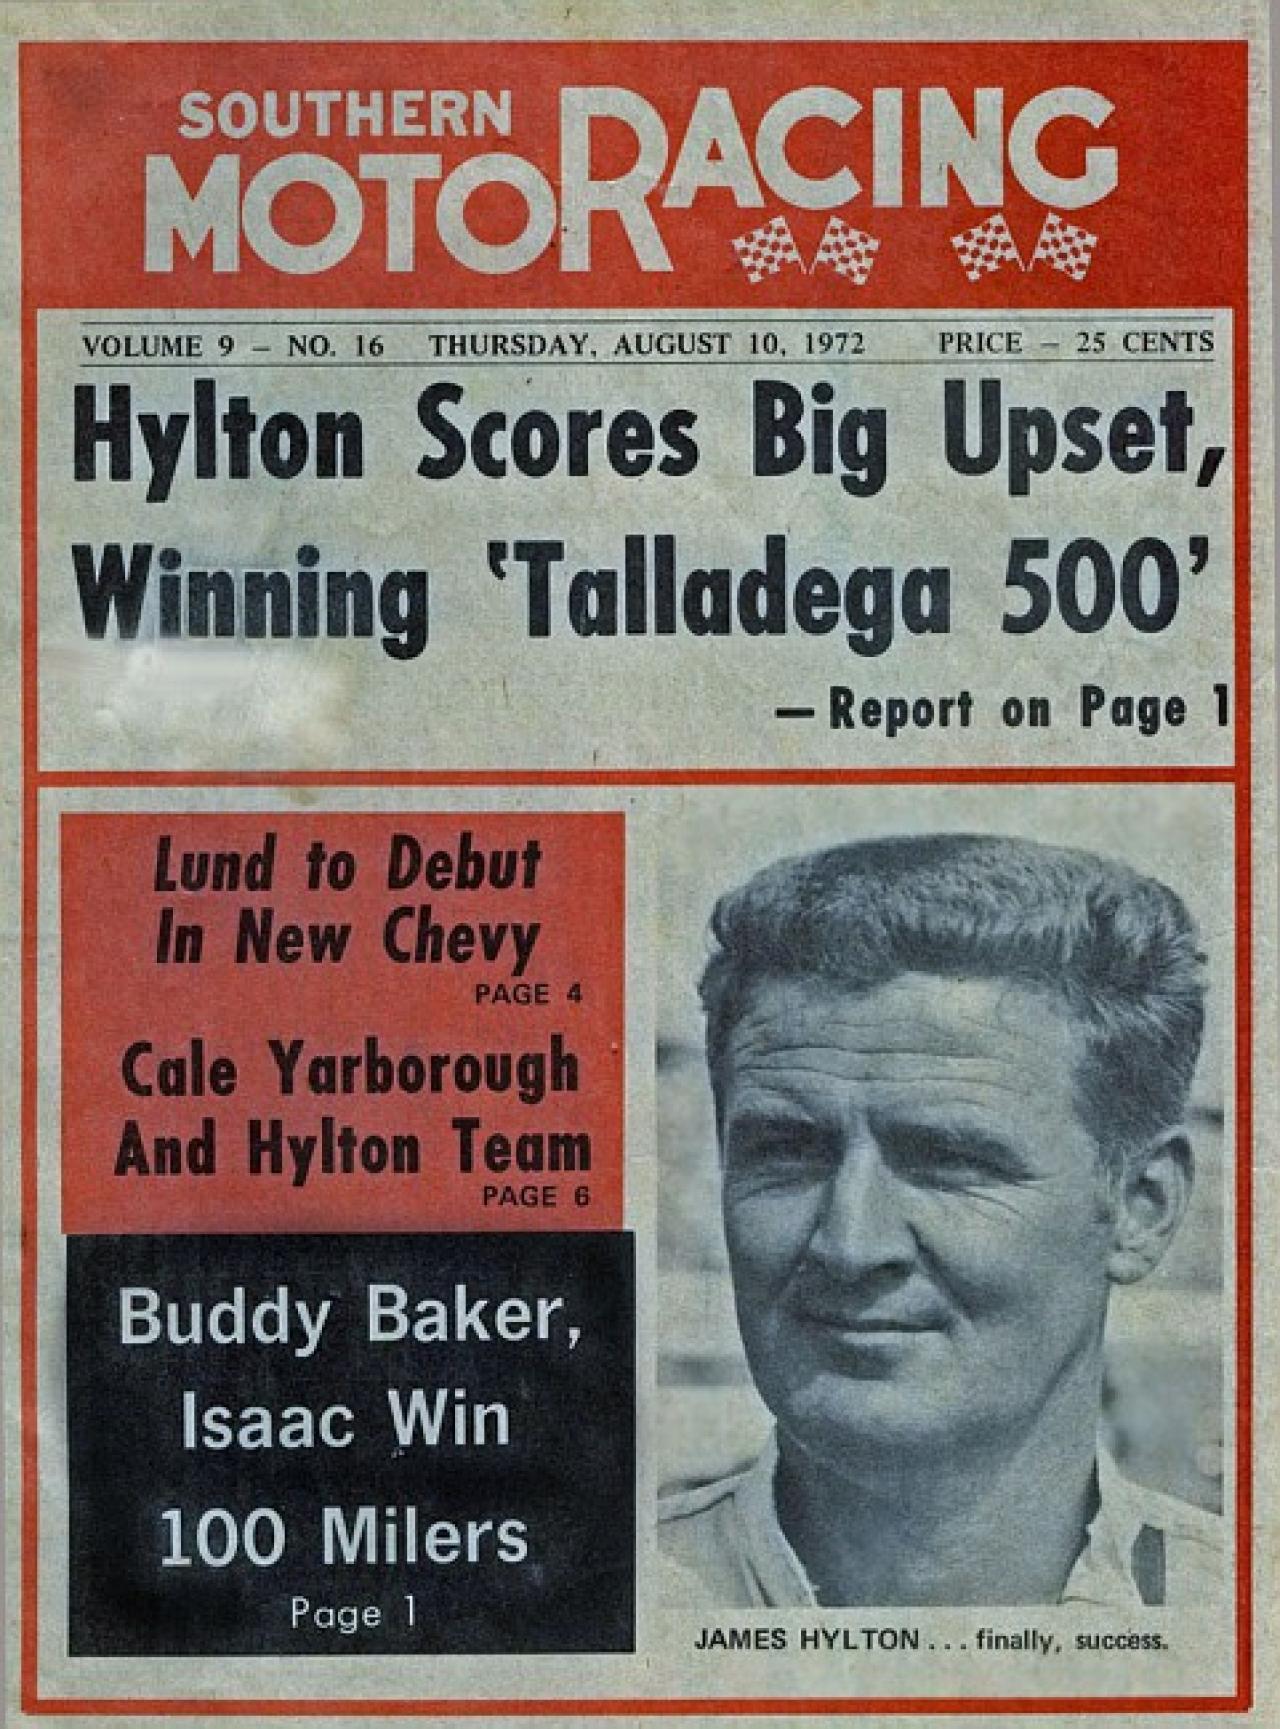 SOUTHERN
MOTORACING
VOLUME 9 – NO. 16 THURSDAY, AUGUST 10, 1972 PRICE – 25 CENTS
Hylton Scores Big Upset,
Winning 'Talladega 500'
— Report on Page 1
Lund to Debut
In New Chevy
PAGE 4
Cale Yarborough
And Hylton Team
PAGE 6
Buddy Baker,
Isaac Win
100 Milers
Page 1
JAMES HYLTON . . . finally, success.